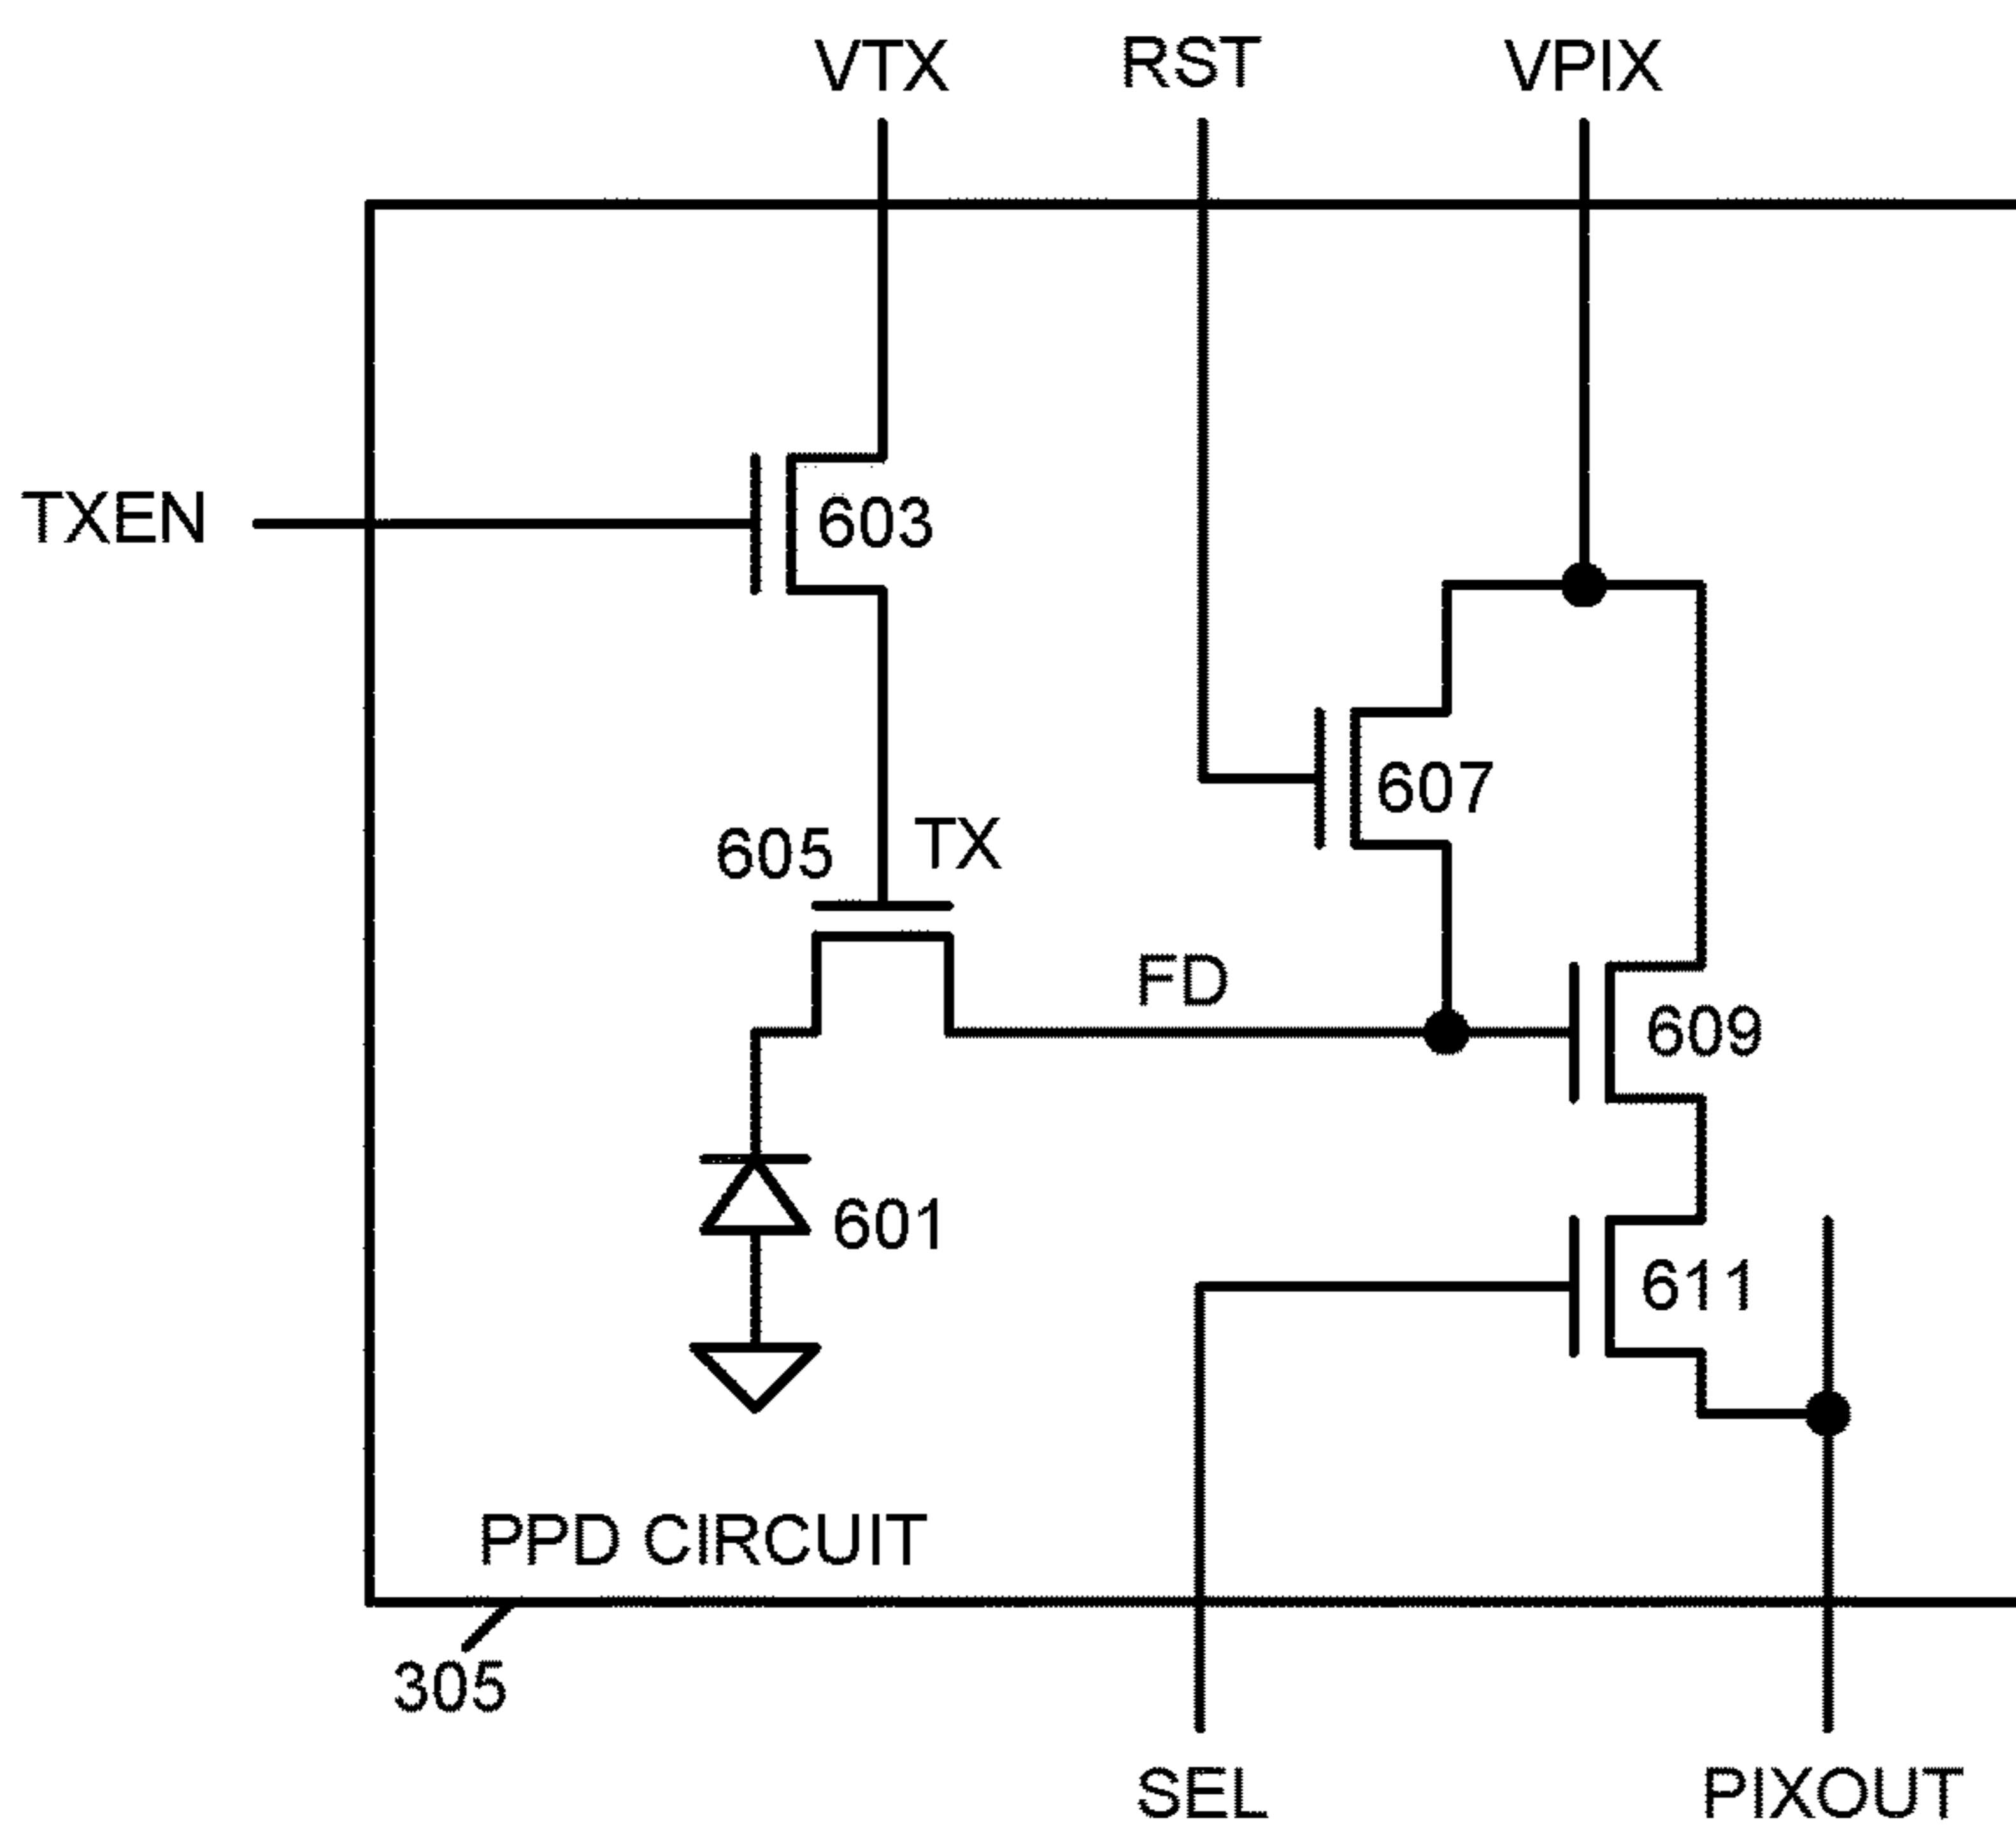 VTX
RST
VPIX
TXEN
603
607
605
TX
FD
609
601
611
PPD CIRCUIT
305
SEL
PIXOUT